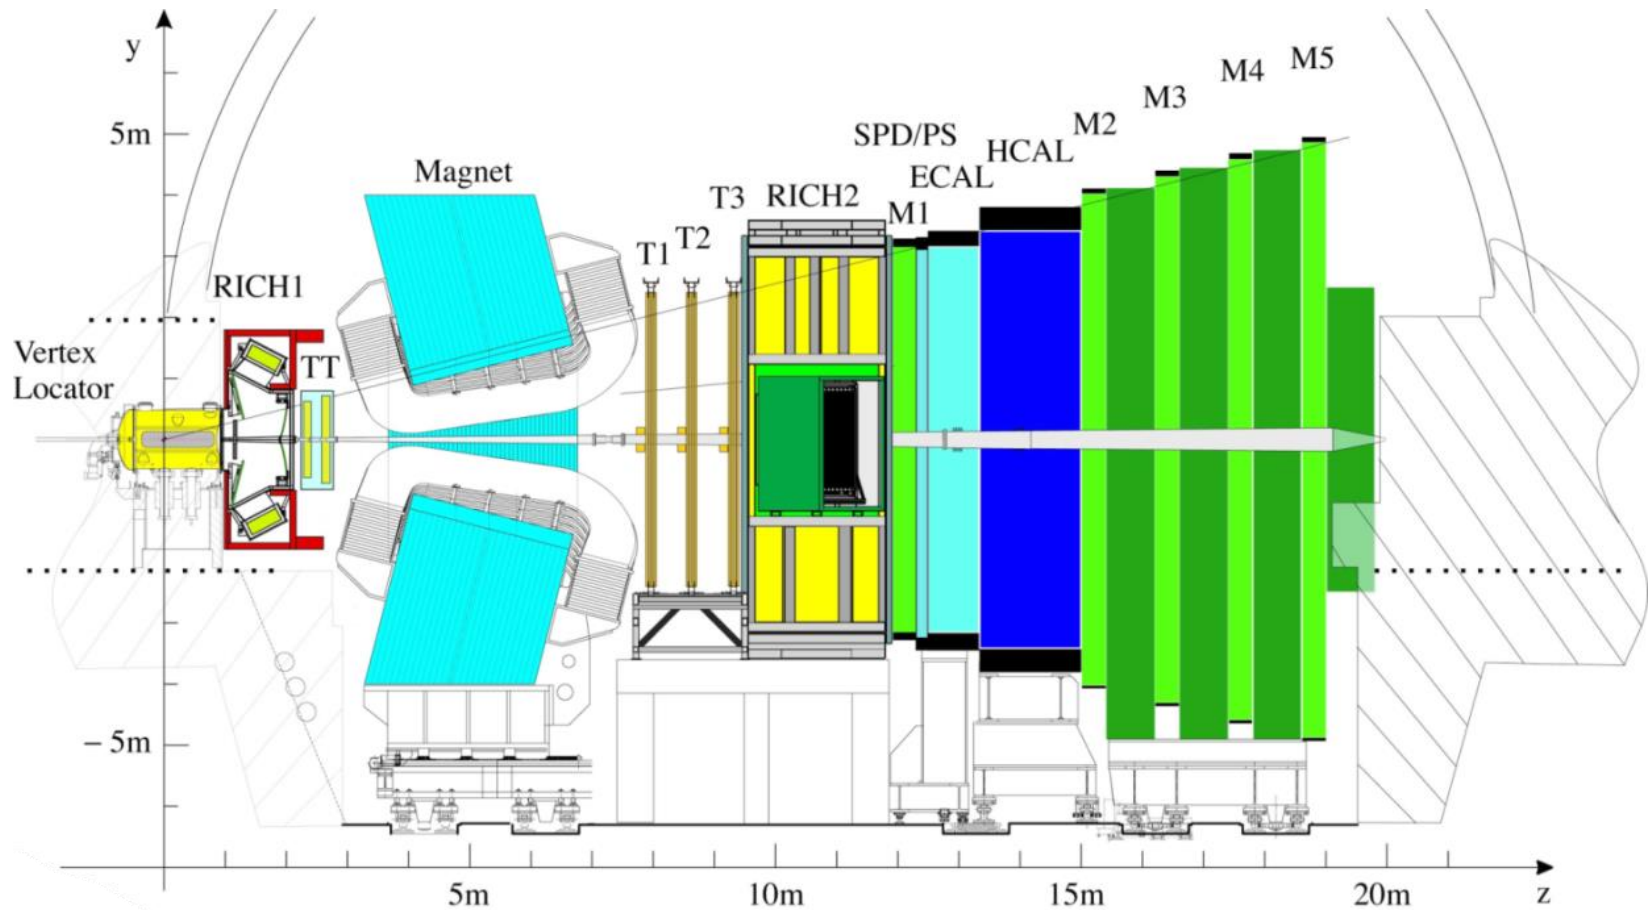 y
5m
Magnet
RICH1
Vertex
Locator
TT
T1
T2
T3
RICH2
SPD/PS
M1
ECAL
HCAL
M2
M3
M4
M5
− 5m
5m
10m
15m
20m
z